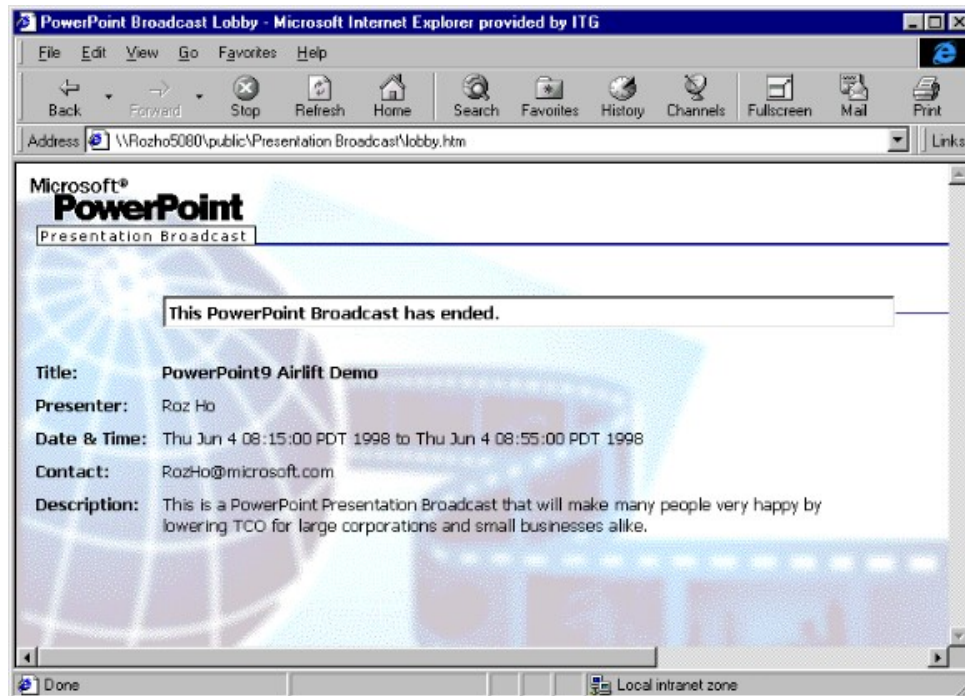 PowerPoint Broadcast Lobby - Microsoft Internet Explorer provided by ITG
File Edit View Go Favorites Help
Back Forward Stop Refresh Home Search Favorites History Channels Fullscreen Mail Print
Address \\Rozho5080\public\Presentation Broadcast\lobby.htm Links
Microsoft®
PowerPoint
Presentation Broadcast
This PowerPoint Broadcast has ended.
Title: PowerPoint9 Airlift Demo
Presenter: Roz Ho
Date & Time: Thu Jun 4 08:15:00 PDT 1998 to Thu Jun 4 08:55:00 PDT 1998
Contact: RozHo@microsoft.com
Description: This is a PowerPoint Presentation Broadcast that will make many people very happy by
lowering TCO for large corporations and small businesses alike.
Done Local intranet zone